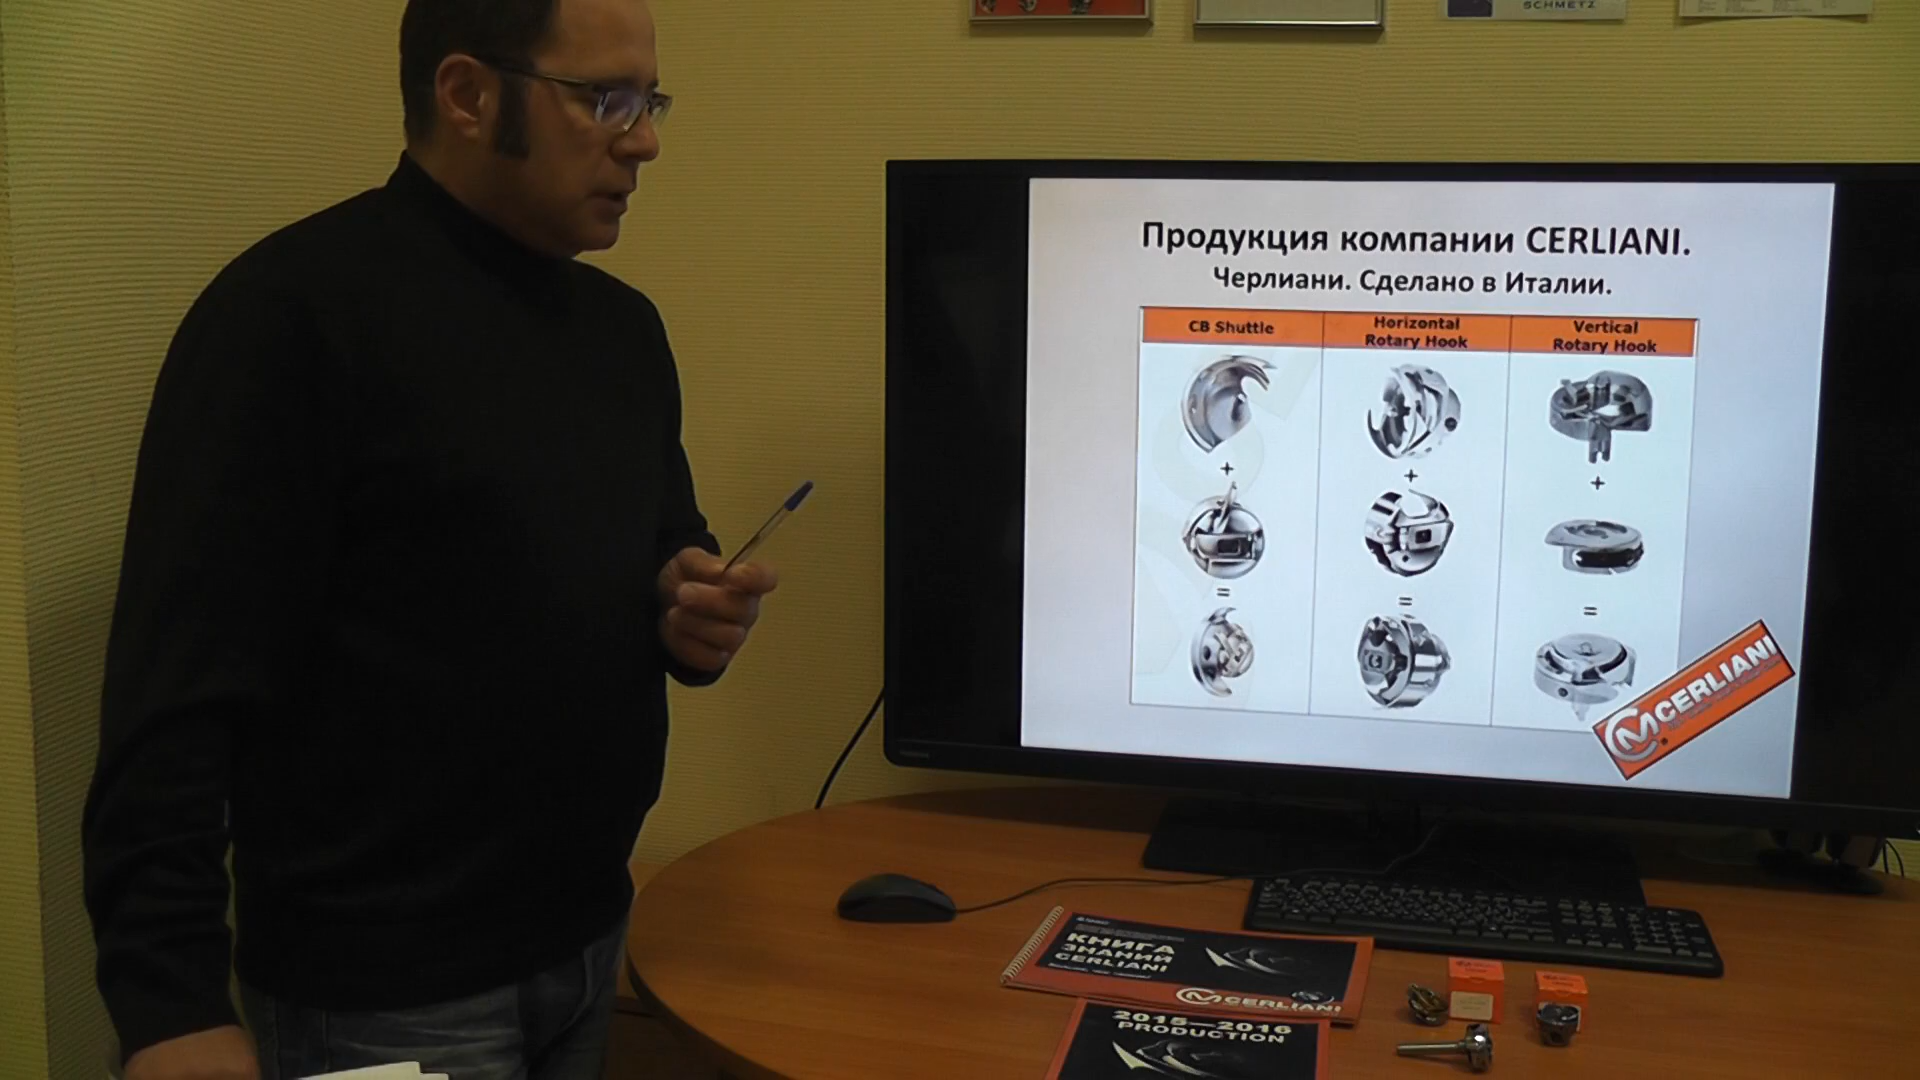 SCHMETZ
Продукция компании CERLIANI.
Черлиани. Сделано в Италии.
CB Shuttle
Horizontal
Rotary Hook
Vertical
Rotary Hook
+
+
+
=
=
=
CERLIANI
КНИГА
ЗНАНИЙ
CERLIANI
CERLIANI
2015—2016
PRODUCTION